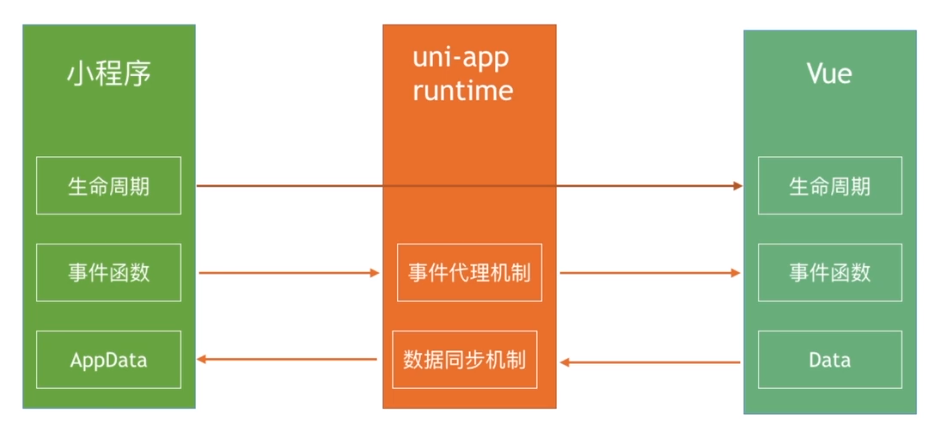 小程序
生命周期
事件函数
AppData
uni-app
runtime
事件代理机制
数据同步机制
Vue
生命周期
事件函数
Data